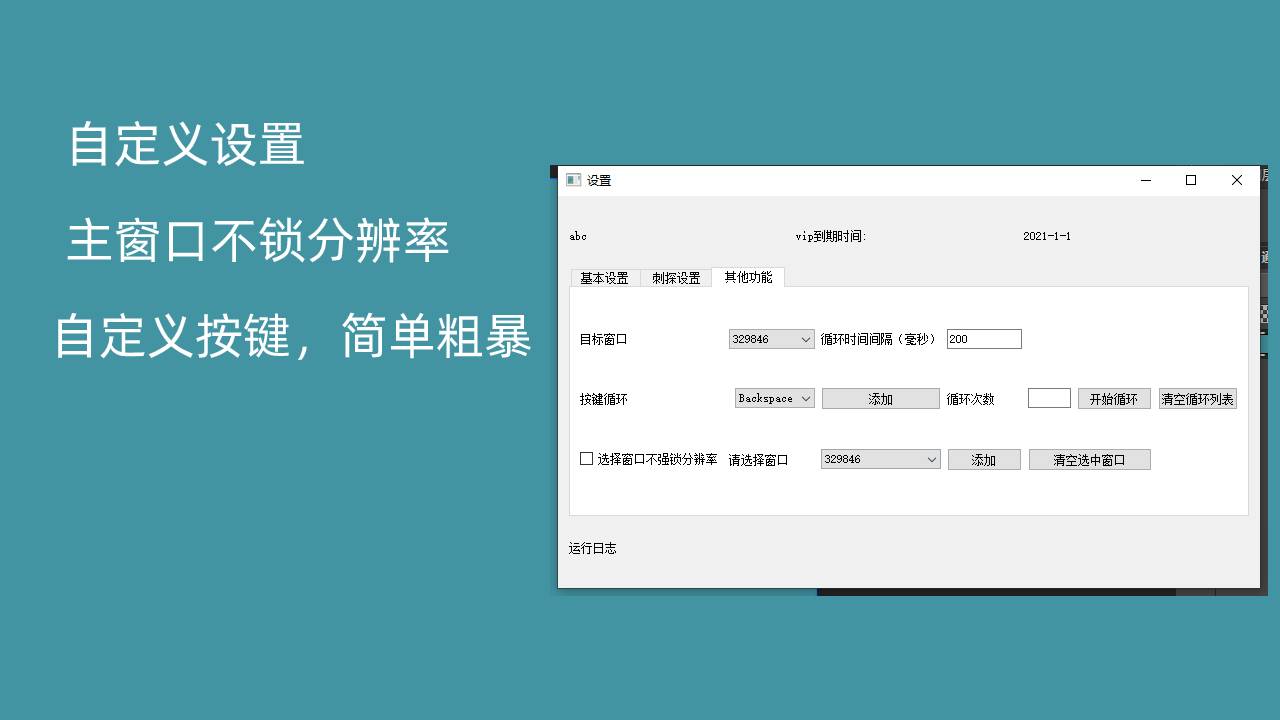 自定义设置
主窗口不锁分辨率
自定义按键，简单粗暴
设置
abc vip到期时间: 2021-1-1
基本设置 刺探设置 其他功能
目标窗口 329846 循环时间间隔（毫秒） 200
按键循环 Backspace 添加 循环次数 开始循环 清空循环列表
选择窗口不强锁分辨率 请选择窗口 329846 添加 清空选中窗口
运行日志